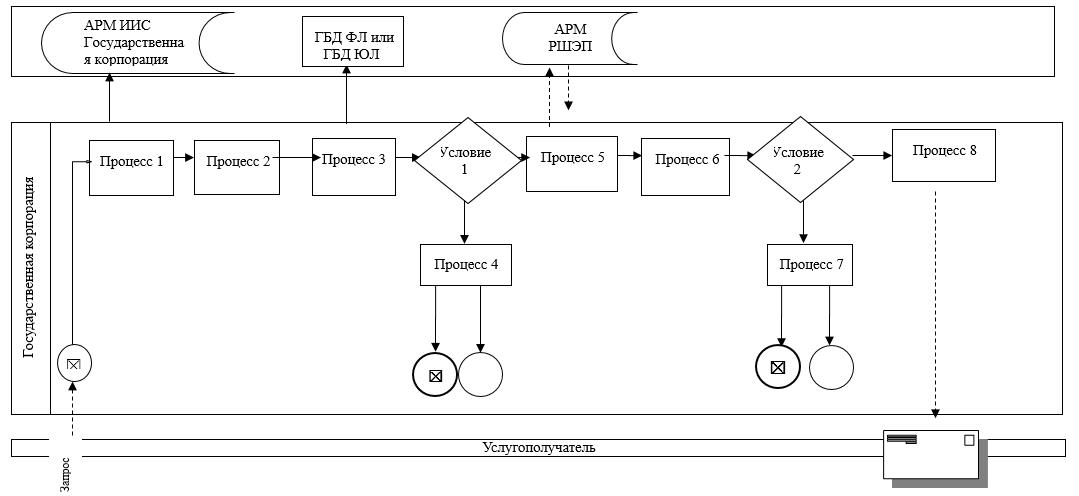 АРМ ИИС
Государственна
я корпорация
ГБД ФЛ или
ГБД ЮЛ
АРМ
РШЭП
Государственная корпорация
Процесс 1
Процесс 2
Процесс 3
Условие
1
Процесс 5
Процесс 6
Условие
2
Процесс 8
Процесс 4
Процесс 7
Услугополучатель
Запрос